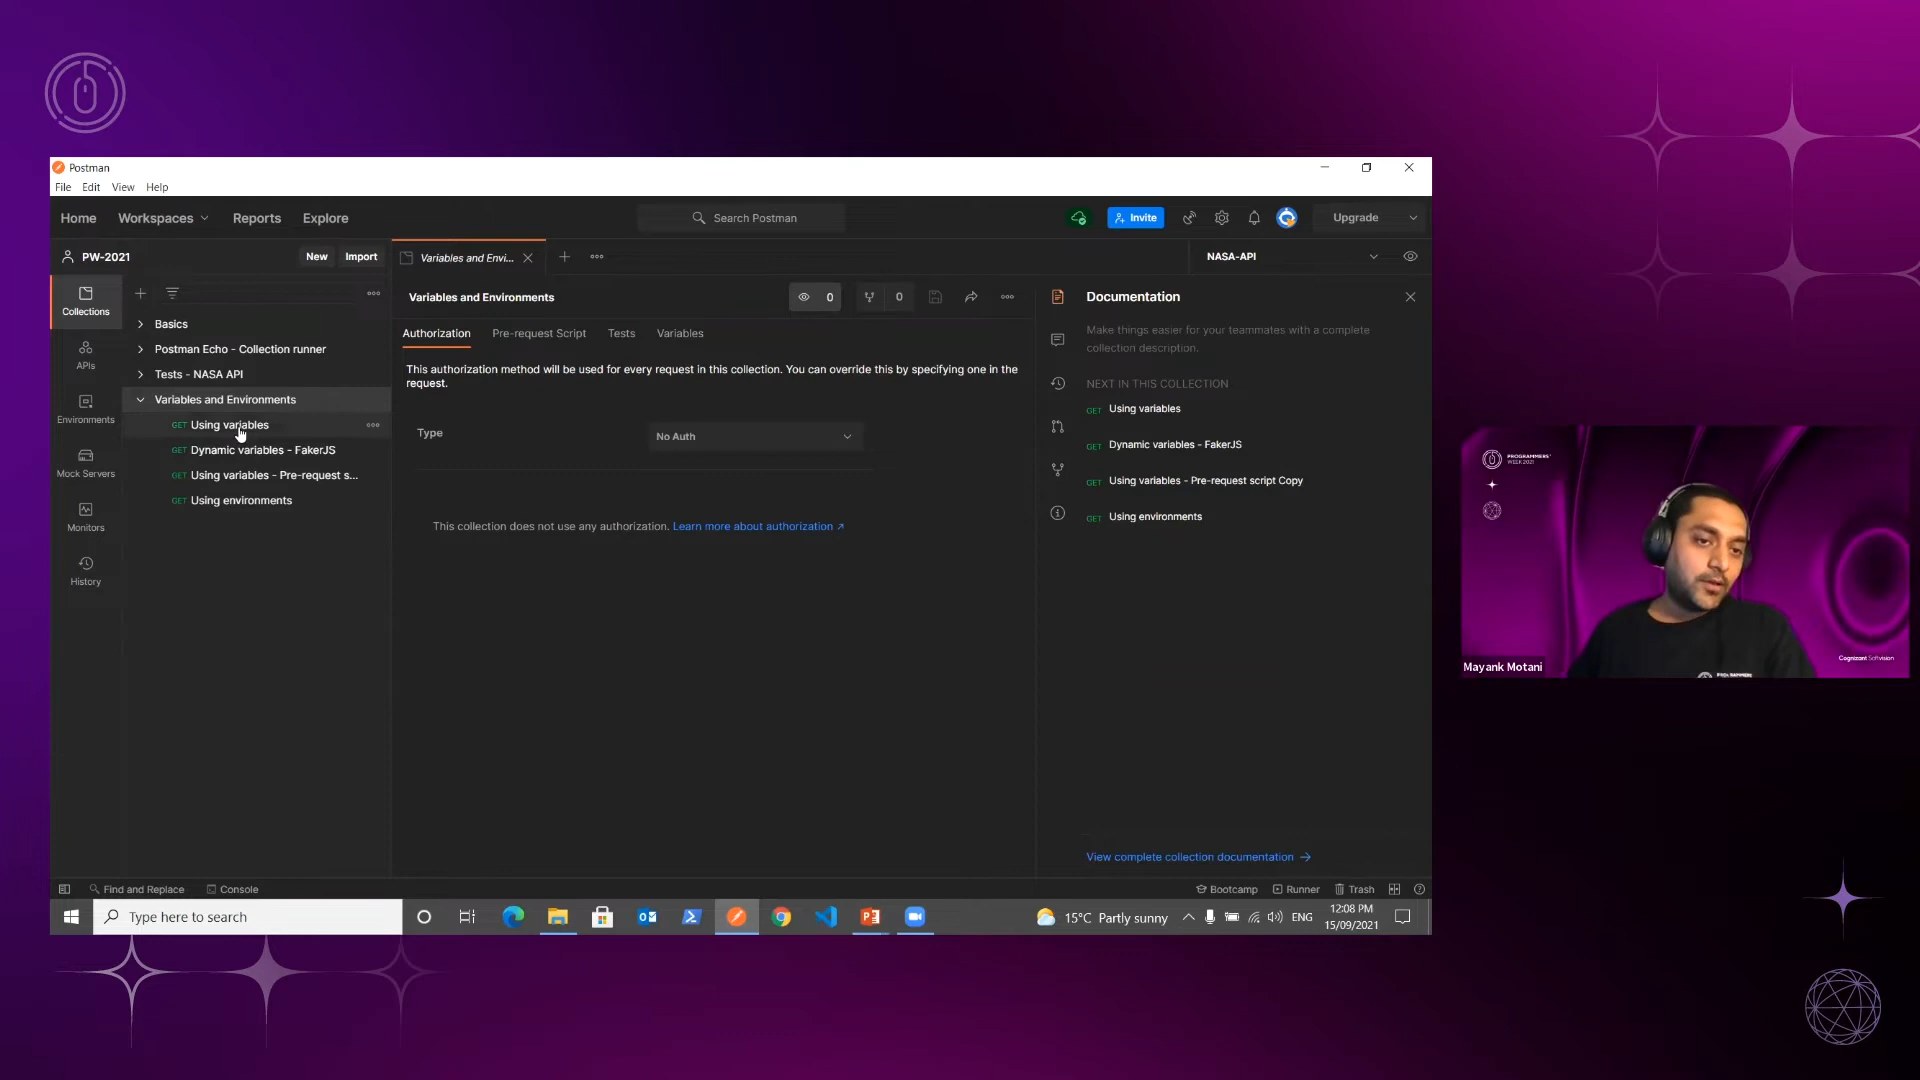 Postman
File Edit View Help
Home Workspaces Reports Explore
Search Postman
Invite
Upgrade
PW-2021
New Import
Variables and Envi...
NASA-API
Collections
APIs
Environments
Mock Servers
Monitors
History
Basics
Postman Echo - Collection runner
Tests - NASA API
Variables and Environments
GET Using variables
GET Dynamic variables - FakerJS
GET Using variables - Pre-request s...
GET Using environments
Variables and Environments
0
0
Authorization Pre-request Script Tests Variables
This authorization method will be used for every request in this collection. You can override this by specifying one in the
request.
Type
No Auth
This collection does not use any authorization. Learn more about authorization
Documentation
Make things easier for your teammates with a complete
collection description.
NEXT IN THIS COLLECTION
GET Using variables
GET Dynamic variables - FakerJS
GET Using variables - Pre-request script Copy
GET Using environments
View complete collection documentation
Find and Replace Console
Bootcamp Runner Trash
Type here to search
15°C Partly sunny
ENG
12:08 PM
15/09/2021
PROGRAMMERS'
WEEK 2021
Mayank Motani
Cognizant Softvision
PROGRAMMERS